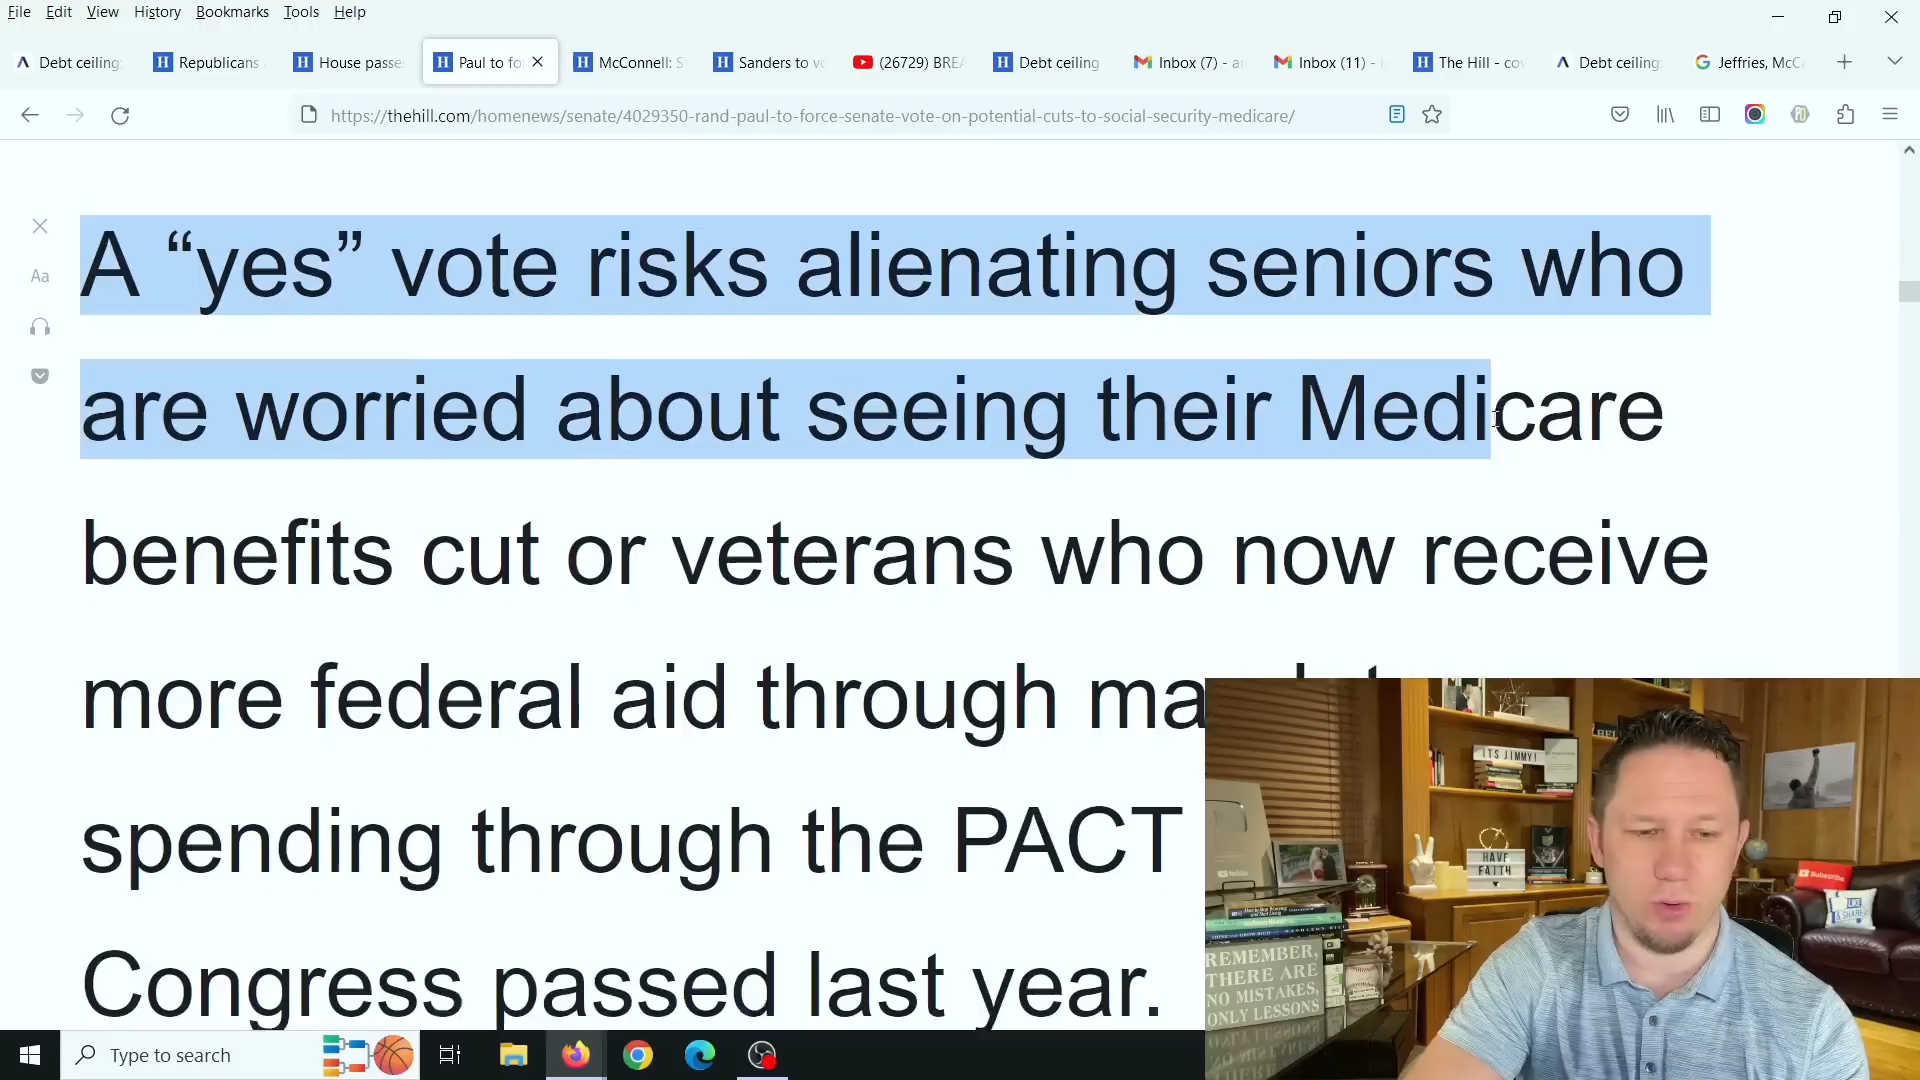 File Edit View History Bookmarks Tools Help
Debt ceiling:
Republicans
House passe
Paul to fo
McConnell: S
Sanders to v
(26729) BREA
Debt ceiling
Inbox (7) - a
Inbox (11) -
The Hill - co
Debt ceiling:
Jeffries, McCa
https://thehill.com/homenews/senate/4029350-rand-paul-to-force-senate-vote-on-potential-cuts-to-social-security-medicare/
Aa
A “yes” vote risks alienating seniors who
are worried about seeing their Medicare
benefits cut or veterans who now receive
more federal aid through ma
spending through the PACT
Congress passed last year.
ITS JIMMY!
HAVE
FAITH
Subscribe
LIKE
& SHARE
REMEMBER,
THERE ARE
NO MISTAKES,
ONLY LESSONS
Type to search